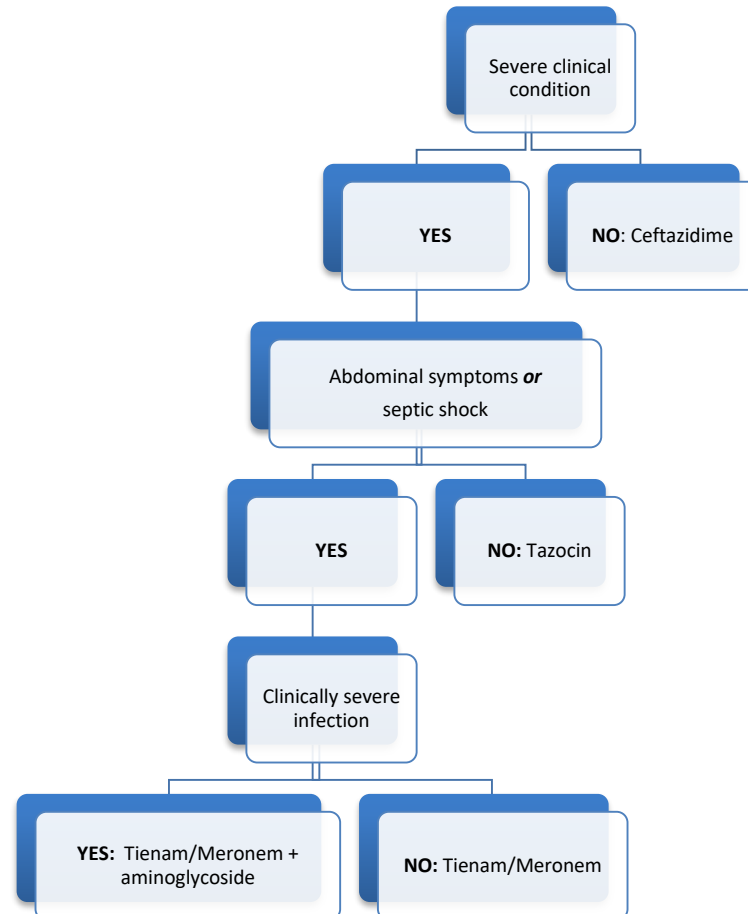 Severe clinical
condition
YES
NO: Ceftazidime
Abdominal symptoms or
septic shock
YES
NO: Tazocin
Clinically severe
infection
YES: Tienam/Meronem +
aminoglycoside
NO: Tienam/Meronem